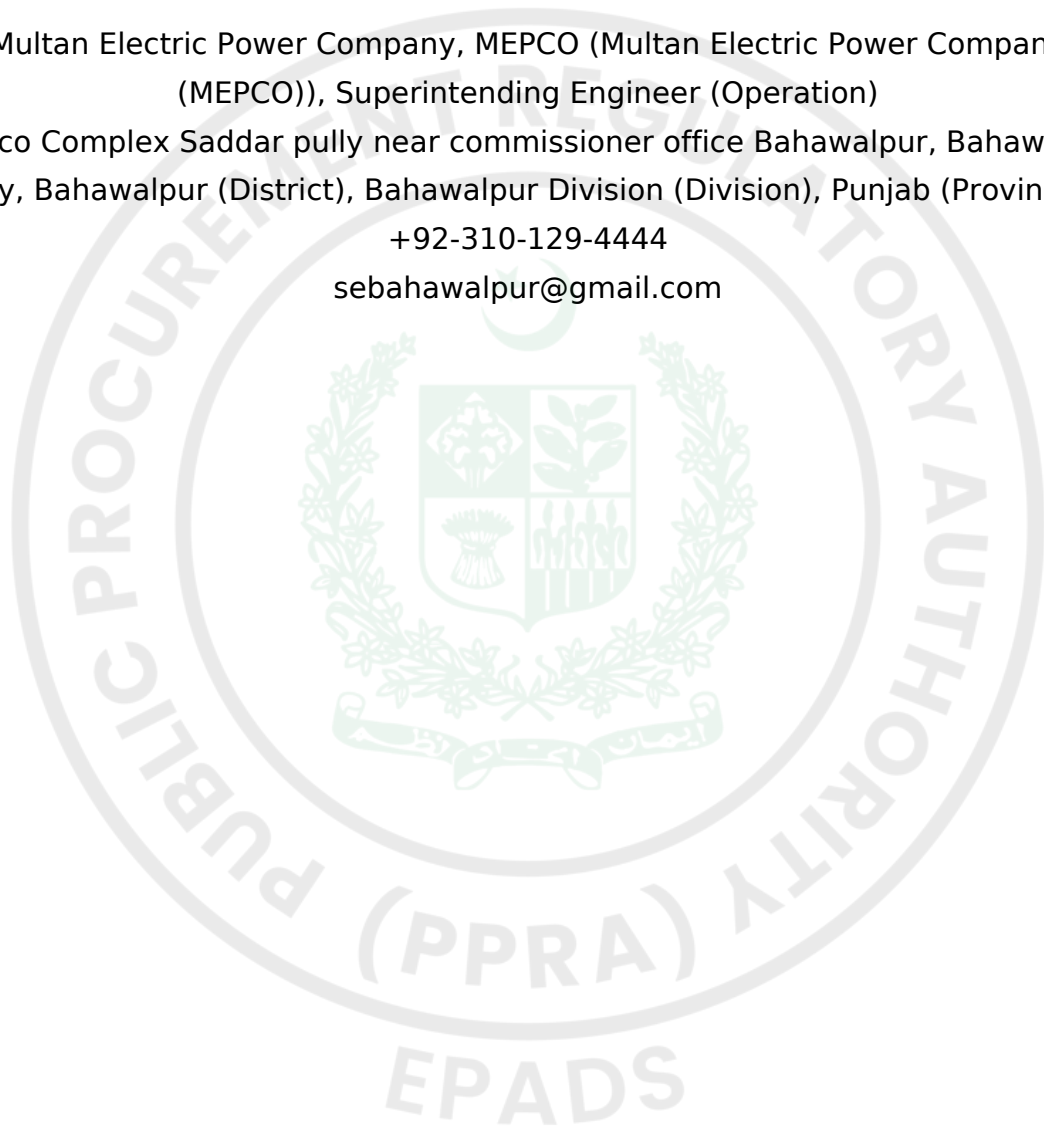 Multan Electric Power Company, MEPCO (Multan Electric Power Compan
(MEPCO)), Superintending Engineer (Operation)
co Complex Saddar pully near commissioner office Bahawalpur, Bahaw
y, Bahawalpur (District), Bahawalpur Division (Division), Punjab (Provin
+92-310-129-4444
sebahawalpur@gmail.com
PUBLIC PROCUREMENT REGULATORY AUTHORITY
(PPRA)
EPADS